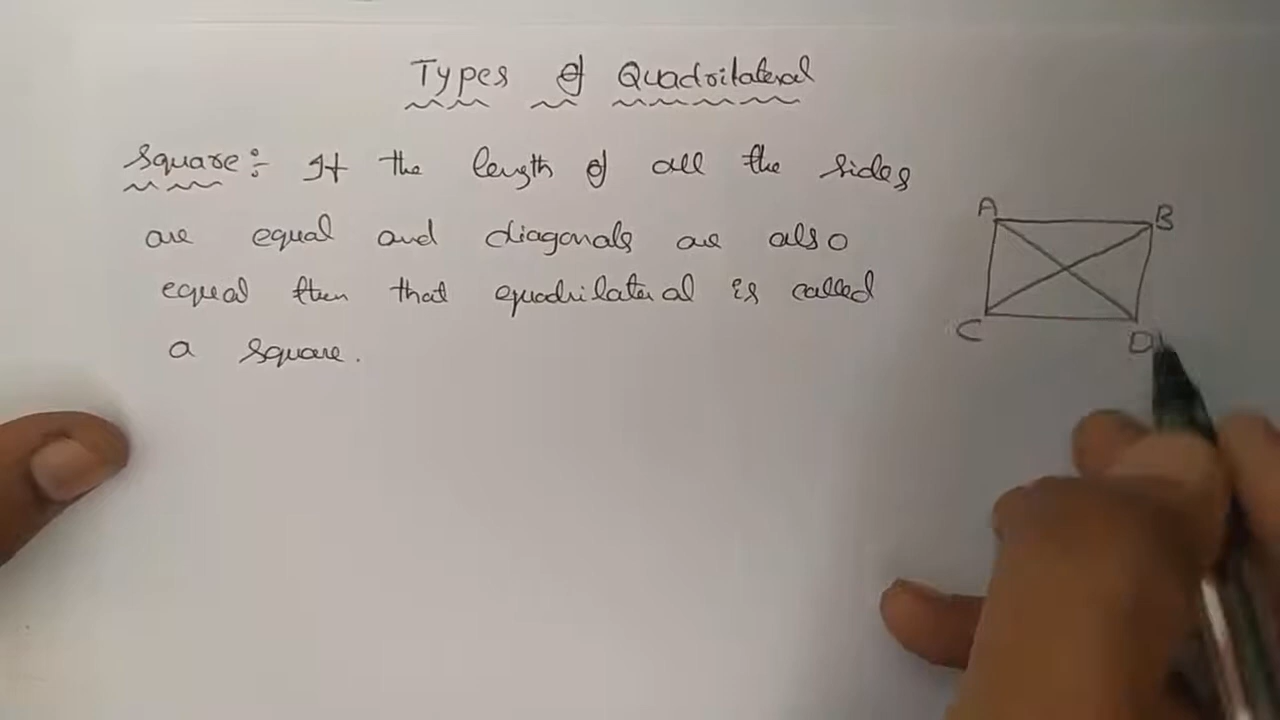 Types of Quadrilateral
Square:- If the length of all the sides
are equal and diagonals are also
equal then that quadrilateral is called
a square.
A B
C D